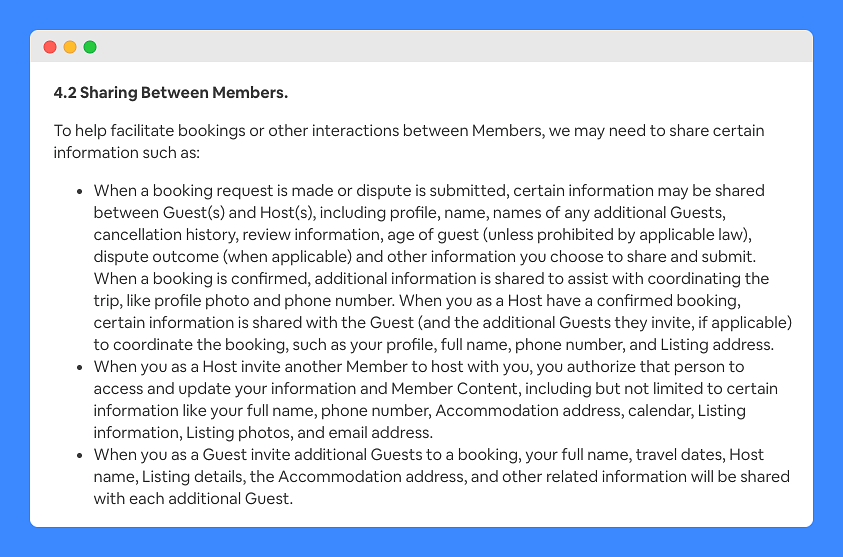 4.2 Sharing Between Members.
To help facilitate bookings or other interactions between Members, we may need to share certain
information such as:
• When a booking request is made or dispute is submitted, certain information may be shared
between Guest(s) and Host(s), including profile, name, names of any additional Guests,
cancellation history, review information, age of guest (unless prohibited by applicable law),
dispute outcome (when applicable) and other information you choose to share and submit.
When a booking is confirmed, additional information is shared to assist with coordinating the
trip, like profile photo and phone number. When you as a Host have a confirmed booking,
certain information is shared with the Guest (and the additional Guests they invite, if applicable)
to coordinate the booking, such as your profile, full name, phone number, and Listing address.
• When you as a Host invite another Member to host with you, you authorize that person to
access and update your information and Member Content, including but not limited to certain
information like your full name, phone number, Accommodation address, calendar, Listing
information, Listing photos, and email address.
• When you as a Guest invite additional Guests to a booking, your full name, travel dates, Host
name, Listing details, the Accommodation address, and other related information will be shared
with each additional Guest.